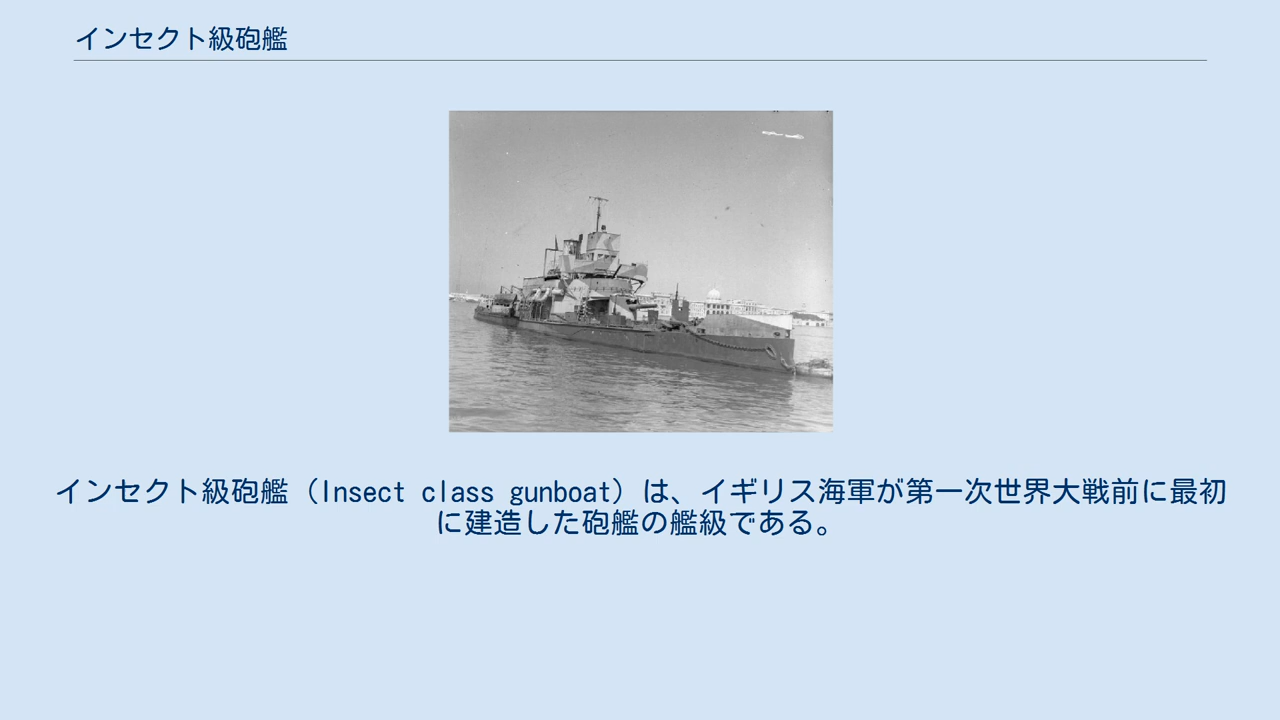 インセクト級砲艦
インセクト級砲艦（Insect class gunboat）は、イギリス海軍が第一次世界大戦前に最初
に建造した砲艦の艦級である。